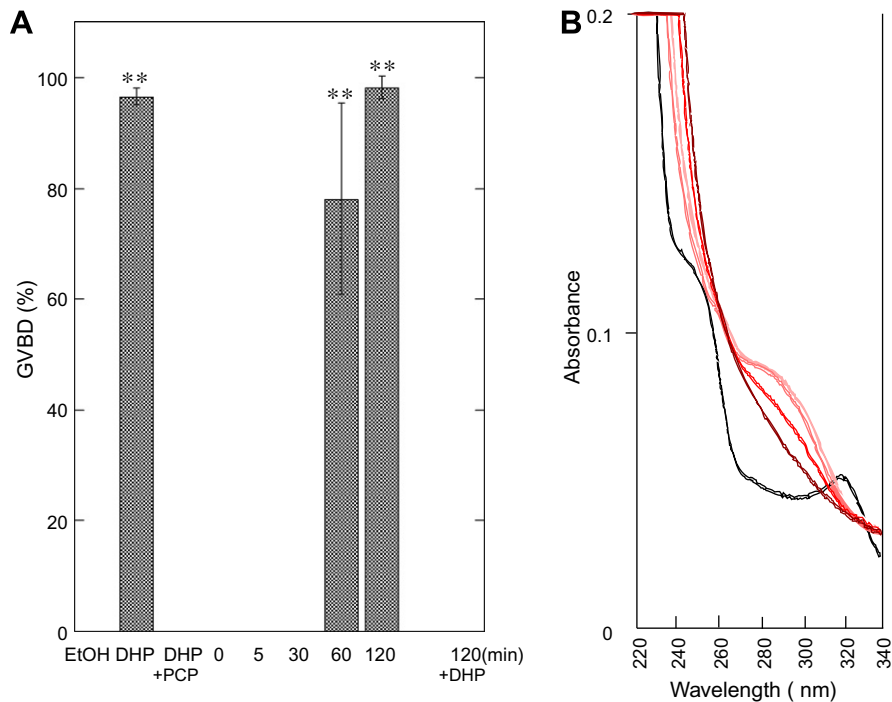 A
GVBD (%)
100
80
60
40
20
0
** ** **
EtOH DHP DHP 0 5 30 60 120 120(min)
+PCP +DHP
B
Absorbance
0.2
0.1
0
220 240 260 280 300 320 340
Wavelength ( nm)